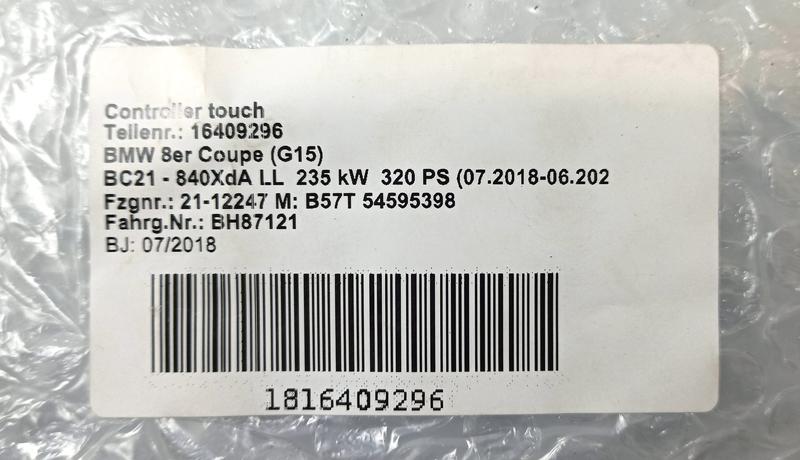 Controller touch
Teilenr.: 16409296
BMW 8er Coupe (G15)
BC21 - 840XdA LL 235 kW 320 PS (07.2018-06.202
Fzgnr.: 21-12247 M: B57T 54595398
Fahrg.Nr.: BH87121
BJ: 07/2018
1816409296